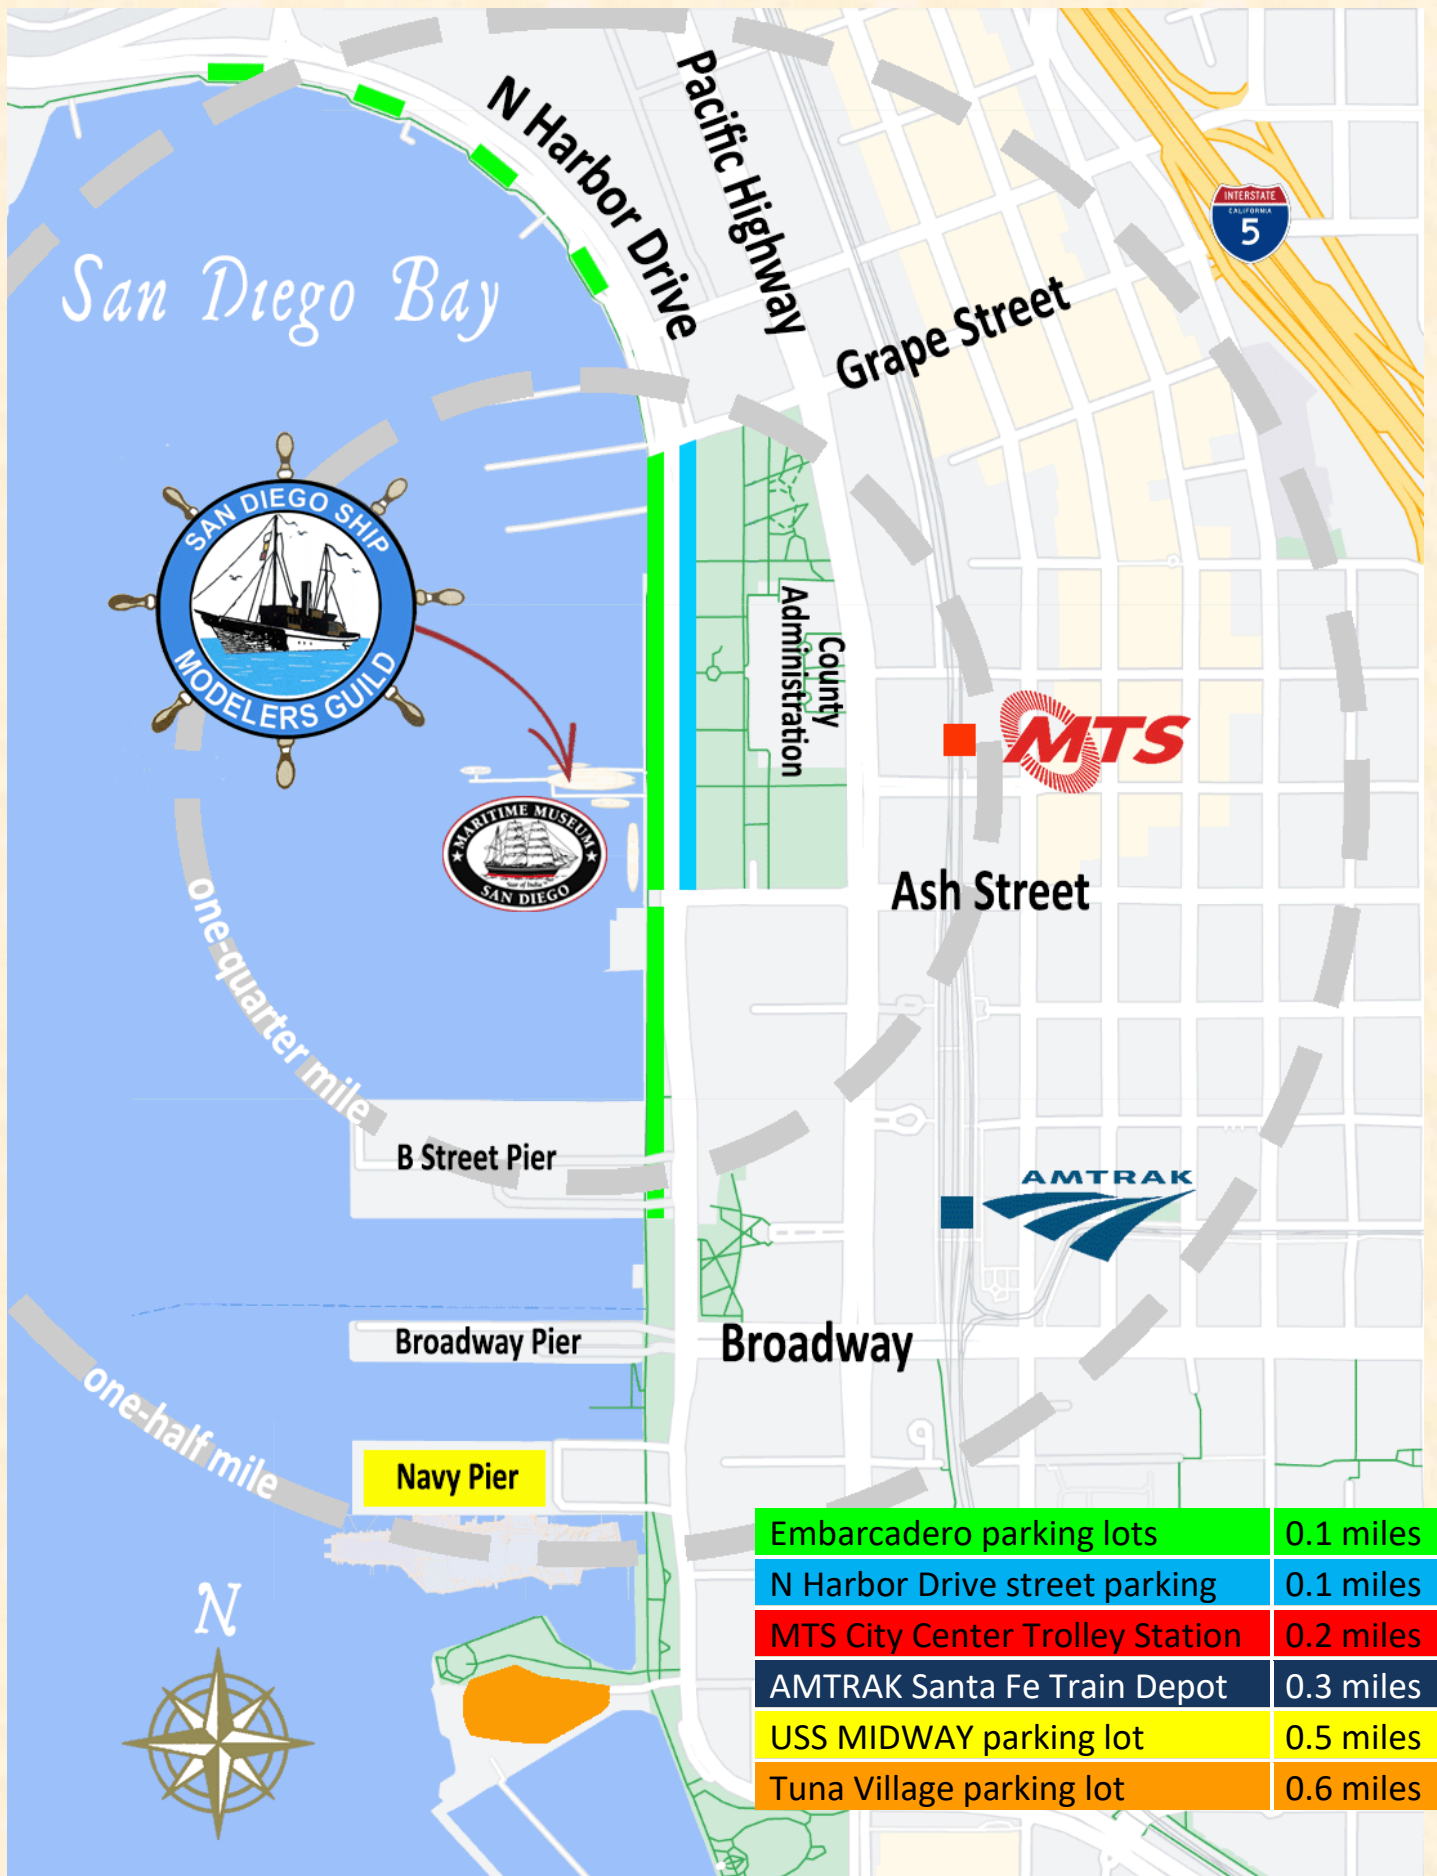 N Harbor Drive
Pacific Highway
INTERSTATE
CALIFORNIA
5
San Diego Bay
Grape Street
SAN DIEGO SHIP
MODELERS GUILD
County
Administration
MTS
MARITIME MUSEUM
Star of India
SAN DIEGO
Ash Street
one-quarter mile
B Street Pier
AMTRAK
Broadway Pier
Broadway
one-half mile
Navy Pier
N
Embarcadero parking lots 0.1 miles
N Harbor Drive street parking 0.1 miles
MTS City Center Trolley Station 0.2 miles
AMTRAK Santa Fe Train Depot 0.3 miles
USS MIDWAY parking lot 0.5 miles
Tuna Village parking lot 0.6 miles